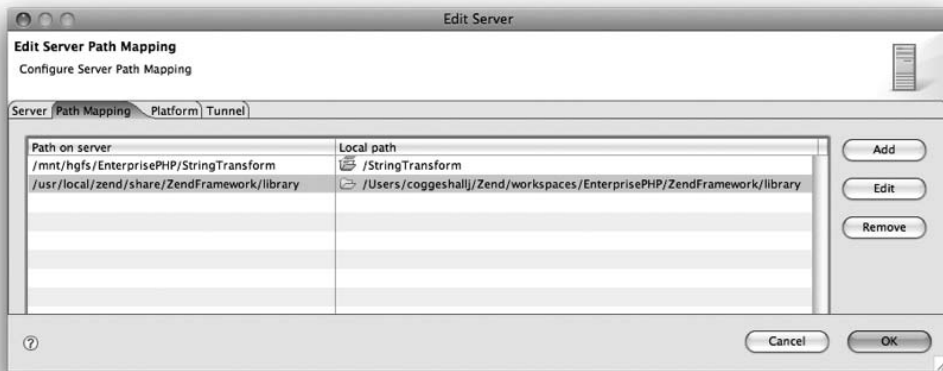 Edit Server
Edit Server Path Mapping
Configure Server Path Mapping
Server Path Mapping Platform Tunnel
Path on server Local path
/mnt/hgfs/EnterprisePHP/StringTransform /StringTransform
/usr/local/zend/share/ZendFramework/library /Users/coggeshallj/Zend/workspaces/EnterprisePHP/ZendFramework/library
Add
Edit
Remove
?
Cancel OK